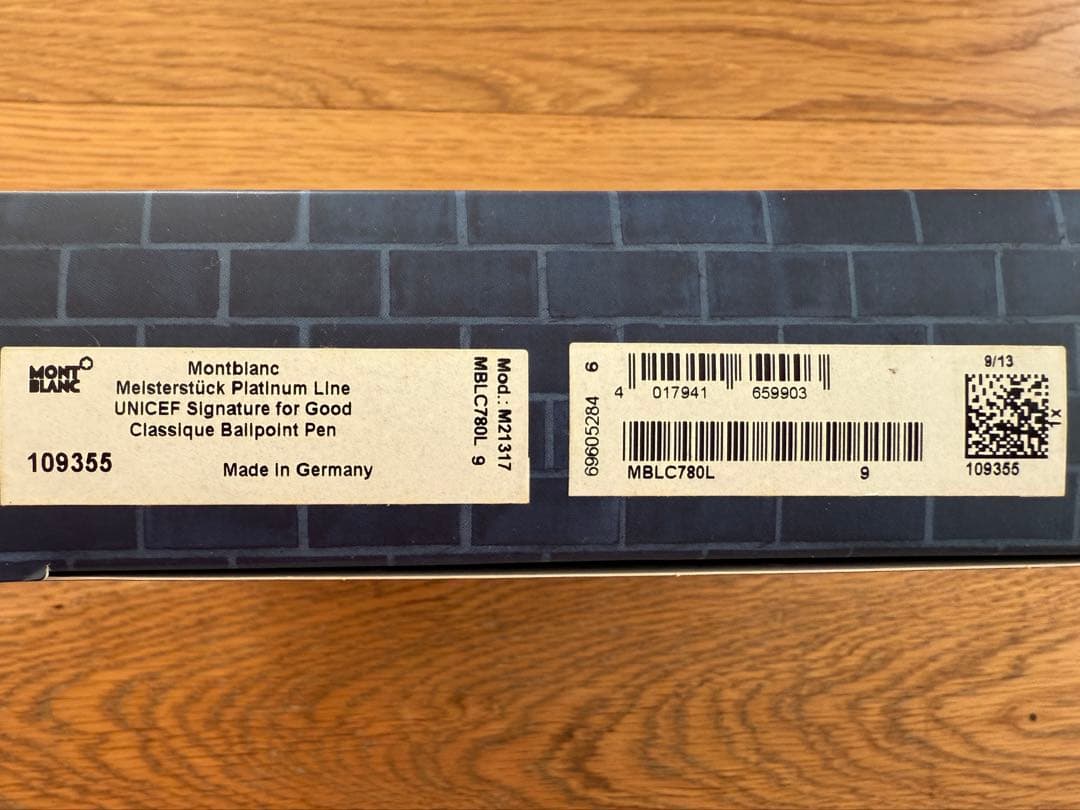 MONT
BLANC
Montblanc
Meisterstück Platinum Line
UNICEF Signature for Good
Classique Ballpoint Pen
109355
Made in Germany
Mod.: M21317
MBLC780L 9
69605284 6
4 017941 659903
MBLC780L 9
9/13
1x
109355